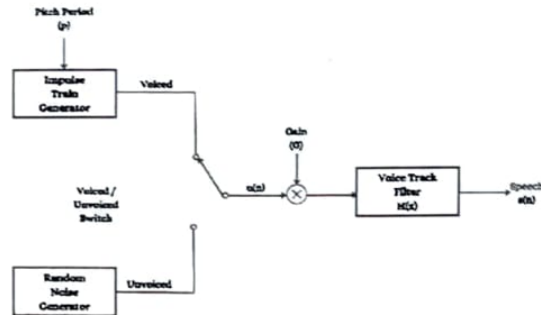 Pitch Period
(p)
Impulse
Train
Generator
Voiced
Gain
(G)
Voiced /
Unvoiced
Switch
u(n)
Voice Track
Filter
H(z)
Speech
s(n)
Random
Noise
Generator
Unvoiced